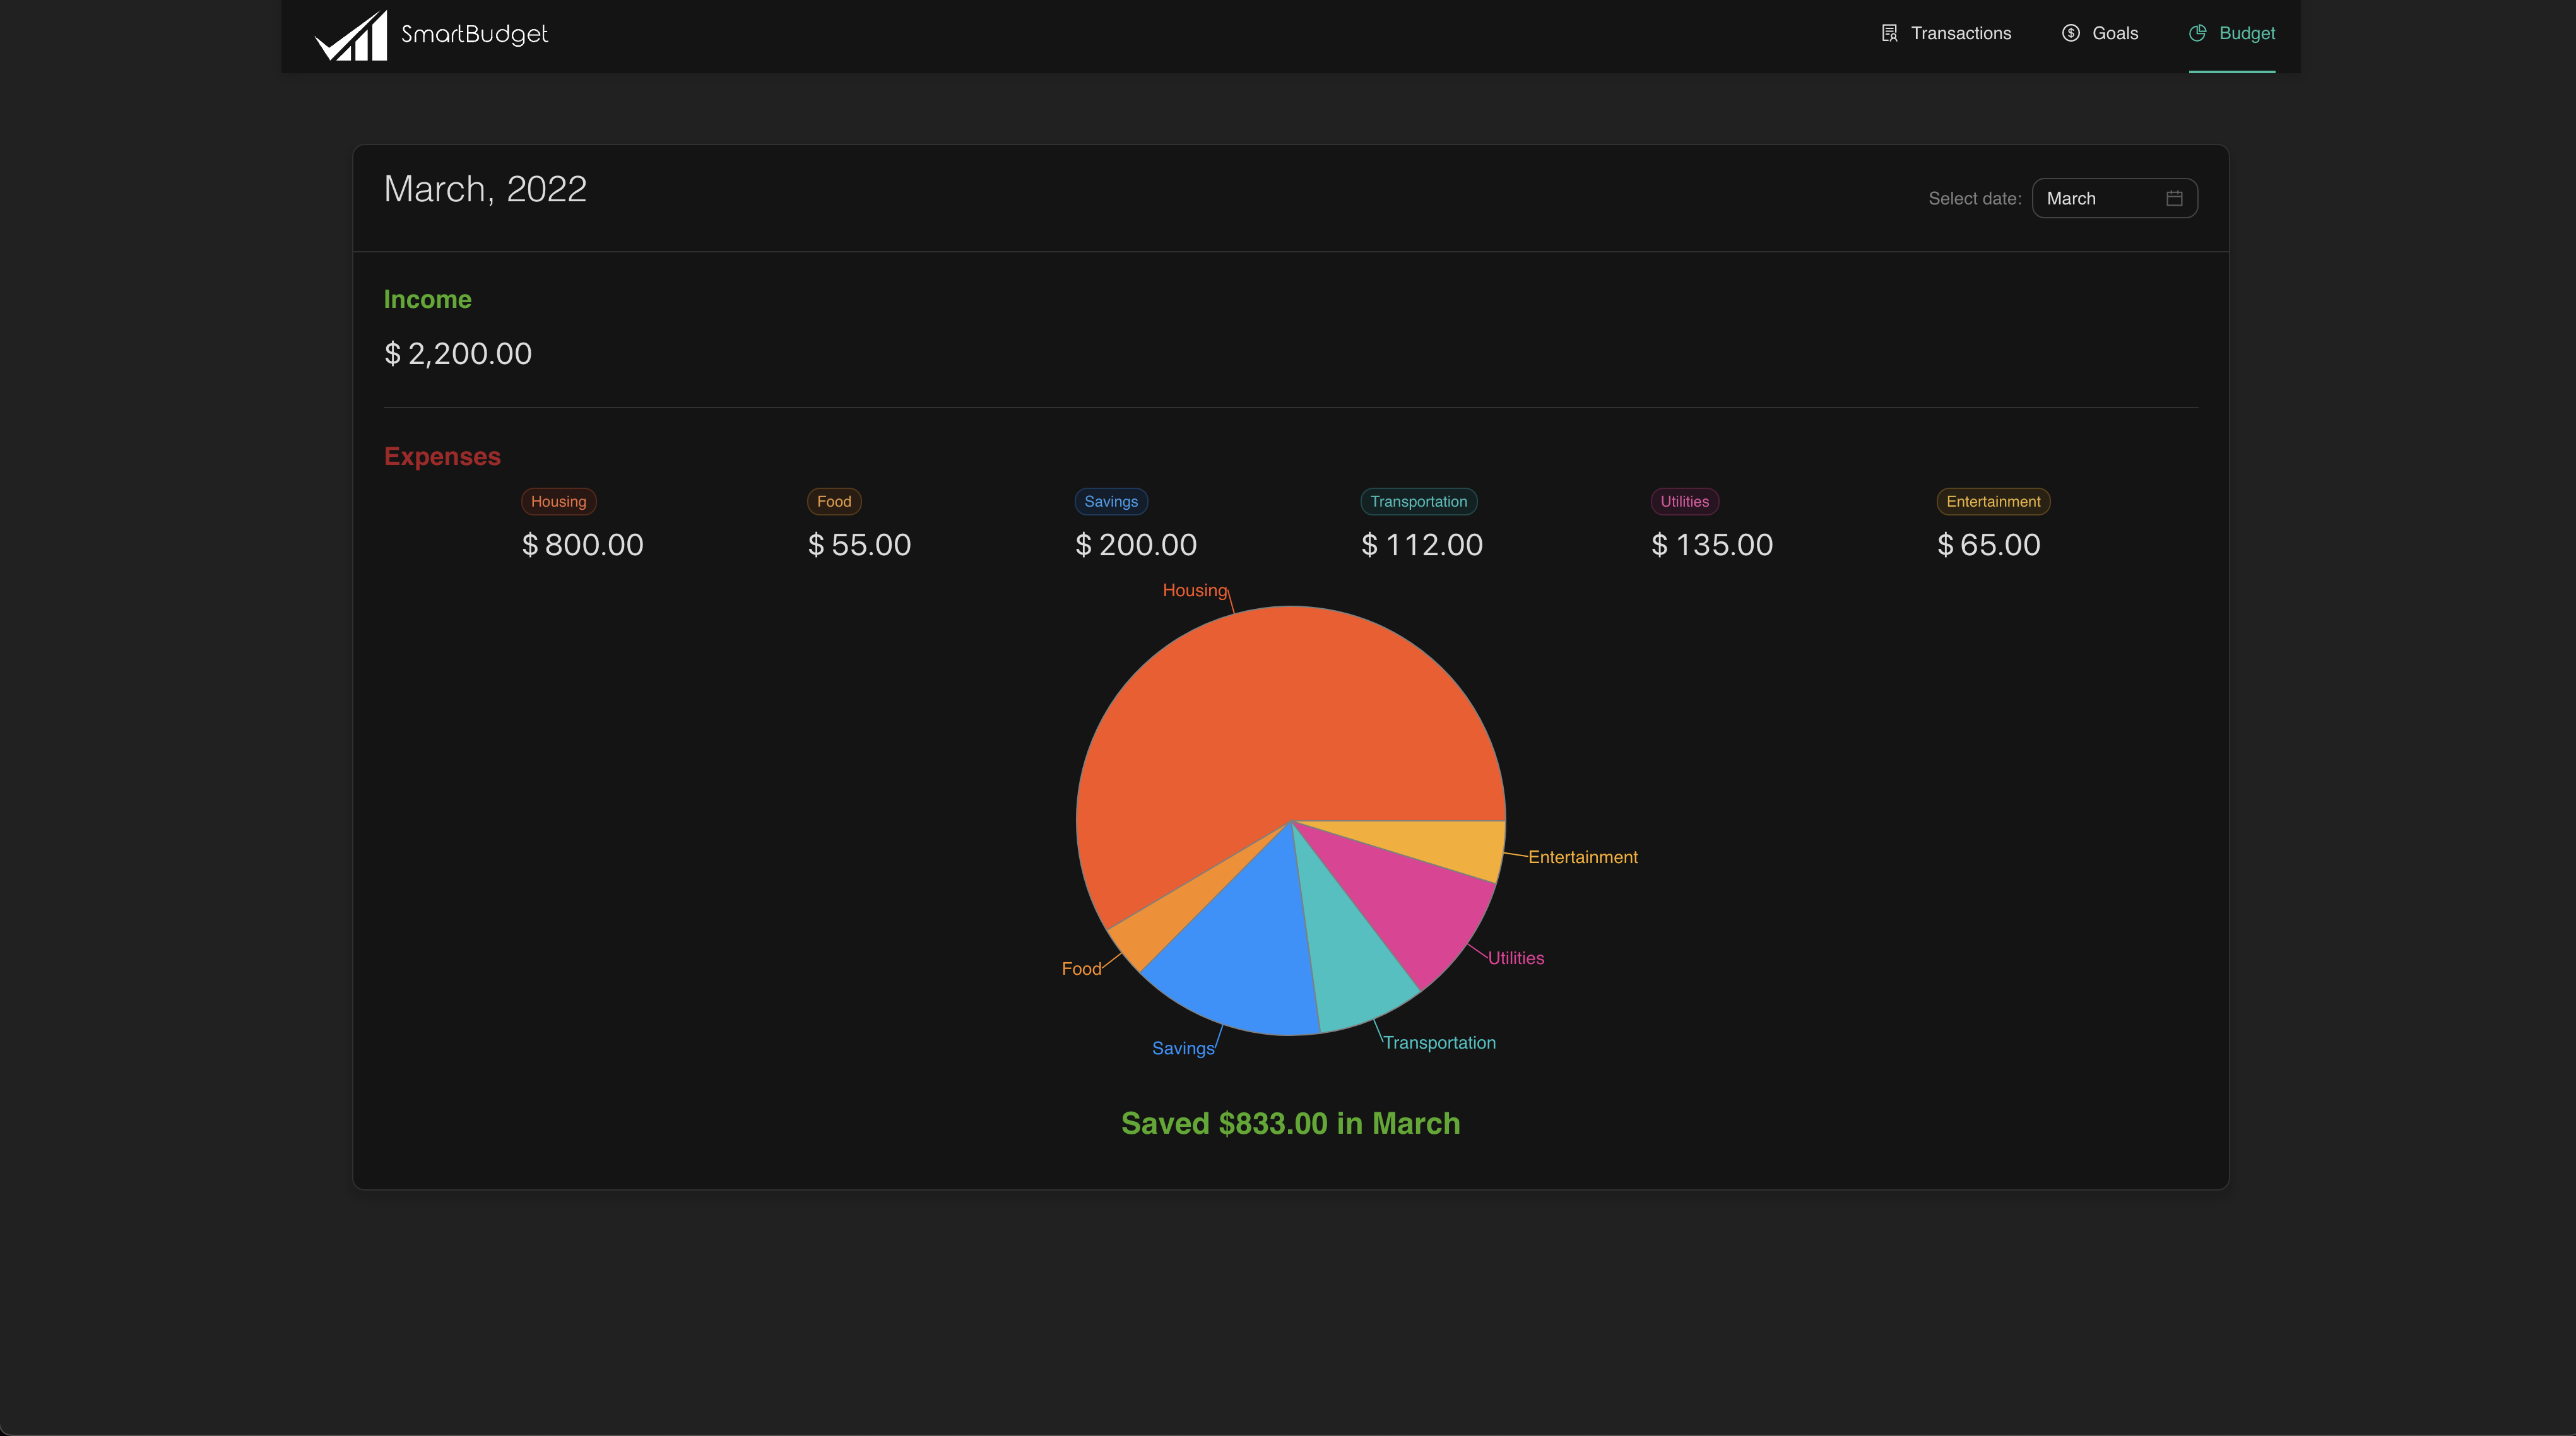 SmartBudget
Transactions Goals Budget
March, 2022
Select date: March
Income
$ 2,200.00
Expenses
Housing Food Savings Transportation Utilities Entertainment
$ 800.00 $ 55.00 $ 200.00 $ 112.00 $ 135.00 $ 65.00
Housing
Entertainment
Utilities
Food
Transportation
Savings
Saved $833.00 in March